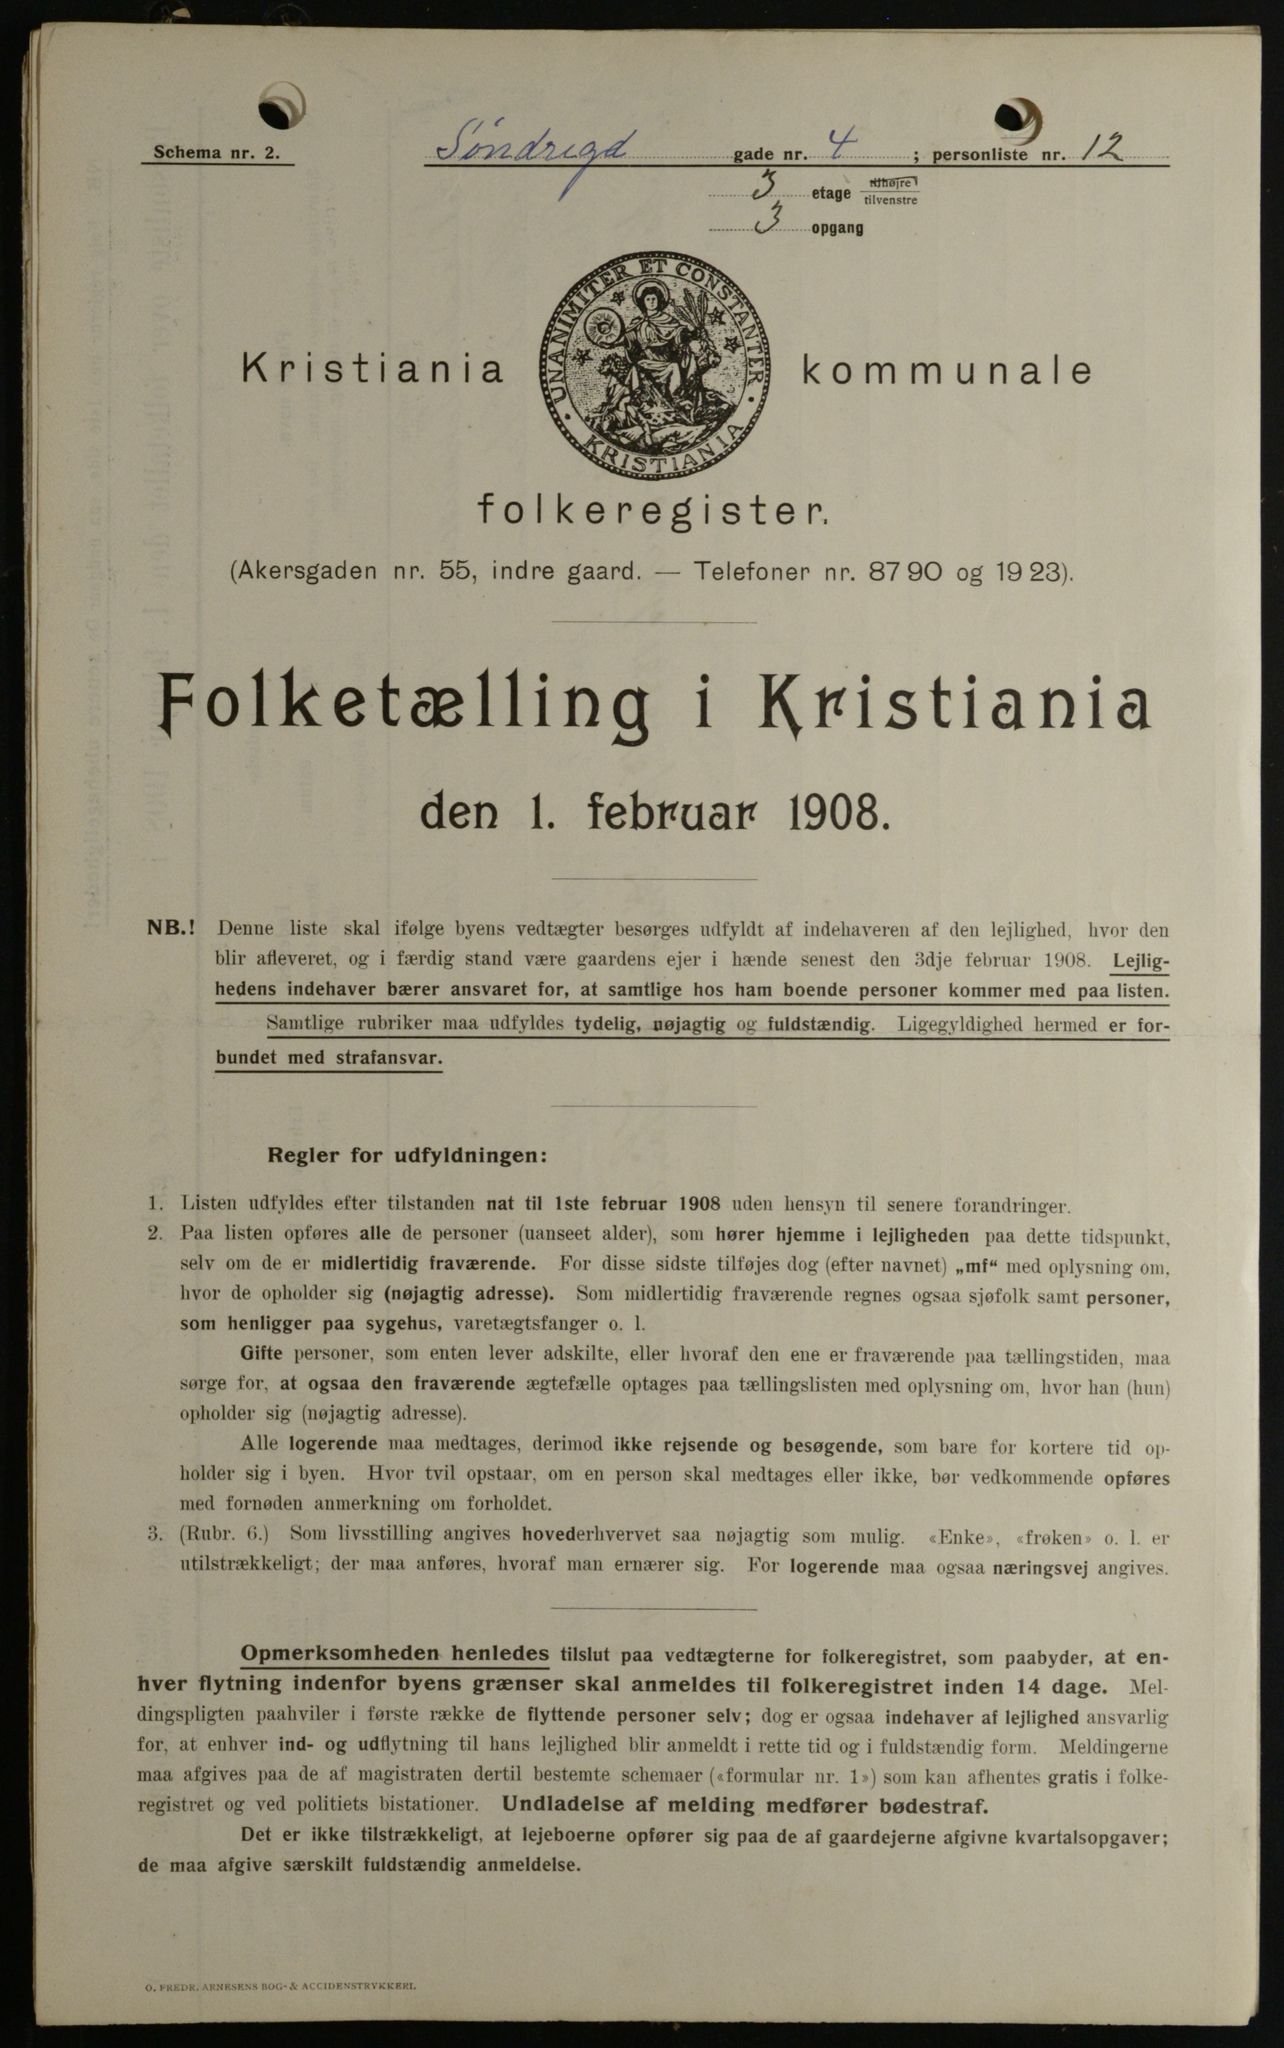 Schema nr. 2.
Søndregd gade nr. 4 ; personliste nr. 12
3 etage tilhøjre
tilvenstre
3 opgang
UNANIMITER ET CONSTANTER
KRISTIANIA
Kristiania kommunale
folkeregister.
(Akersgaden nr. 55, indre gaard. — Telefoner nr. 87 90 og 19 23).
Folketælling i Kristiania
den 1. februar 1908.
NB.! Denne liste skal ifølge byens vedtægter besørges udfyldt af indehaveren af den lejlighed, hvor den
blir afleveret, og i færdig stand være gaardens ejer i hænde senest den 3dje februar 1908. Lejlig-
hedens indehaver bærer ansvaret for, at samtlige hos ham boende personer kommer med paa listen.
Samtlige rubriker maa udfyldes tydelig, nøjagtig og fuldstændig. Ligegyldighed hermed er for-
bundet med strafansvar.
Regler for udfyldningen:
1. Listen udfyldes efter tilstanden nat til 1ste februar 1908 uden hensyn til senere forandringer.
2. Paa listen opføres alle de personer (uanseet alder), som hører hjemme i lejligheden paa dette tidspunkt,
selv om de er midlertidig fraværende. For disse sidste tilføjes dog (efter navnet) „mf“ med oplysning om,
hvor de opholder sig (nøjagtig adresse). Som midlertidig fraværende regnes ogsaa sjøfolk samt personer,
som henligger paa sygehus, varetægtsfanger o. l.
Gifte personer, som enten lever adskilte, eller hvoraf den ene er fraværende paa tællingstiden, maa
sørge for, at ogsaa den fraværende ægtefælle optages paa tællingslisten med oplysning om, hvor han (hun)
opholder sig (nøjagtig adresse).
Alle logerende maa medtages, derimod ikke rejsende og besøgende, som bare for kortere tid op-
holder sig i byen. Hvor tvil opstaar, om en person skal medtages eller ikke, bør vedkommende opføres
med fornøden anmerkning om forholdet.
3. (Rubr. 6.) Som livsstilling angives hovederhvervet saa nøjagtig som mulig. «Enke», «frøken» o. l. er
utilstrækkeligt; der maa anføres, hvoraf man ernærer sig. For logerende maa ogsaa næringsvej angives.
Opmerksomheden henledes tilslut paa vedtægterne for folkeregistret, som paabyder, at en-
hver flytning indenfor byens grænser skal anmeldes til folkeregistret inden 14 dage. Mel-
dingspligten paahviler i første række de flyttende personer selv; dog er ogsaa indehaver af lejlighed ansvarlig
for, at enhver ind- og udflytning til hans lejlighed blir anmeldt i rette tid og i fuldstændig form. Meldingerne
maa afgives paa de af magistraten dertil bestemte schemaer («formular nr. 1») som kan afhentes gratis i folke-
registret og ved politiets bistationer. Undladelse af melding medfører bødestraf.
Det er ikke tilstrækkeligt, at lejeboerne opfører sig paa de af gaardejerne afgivne kvartalsopgaver;
de maa afgive særskilt fuldstændig anmeldelse.
O. FREDR. ARNESENS BOG- & ACCIDENSTRYKKERI.